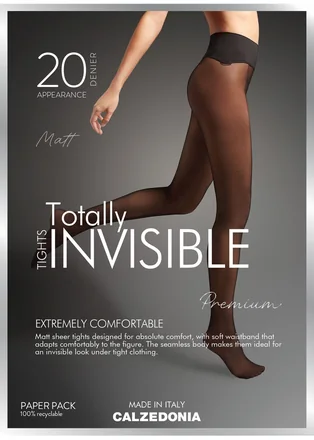 20 DENIER
APPEARANCE
Matt
TIGHTS
Totally
INVISIBLE
Premium
EXTREMELY COMFORTABLE
Matt sheer tights designed for absolute comfort, with soft waistband that
adapts comfortably to the figure. The seamless body makes them ideal for
an invisible look under tight clothing.
PAPER PACK
100% recyclable
MADE IN ITALY
CALZEDONIA